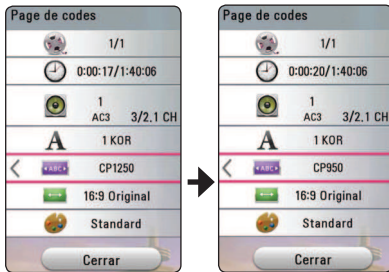 Page de codes
1/1
0:00:17/1:40:06
1
AC3 3/2.1 CH
A 1 KOR
ABC CP1250
16:9 Original
Standard
Cerrar
Page de codes
1/1
0:00:20/1:40:06
1
AC3 3/2.1 CH
A 1 KOR
ABC CP950
16:9 Original
Standard
Cerrar